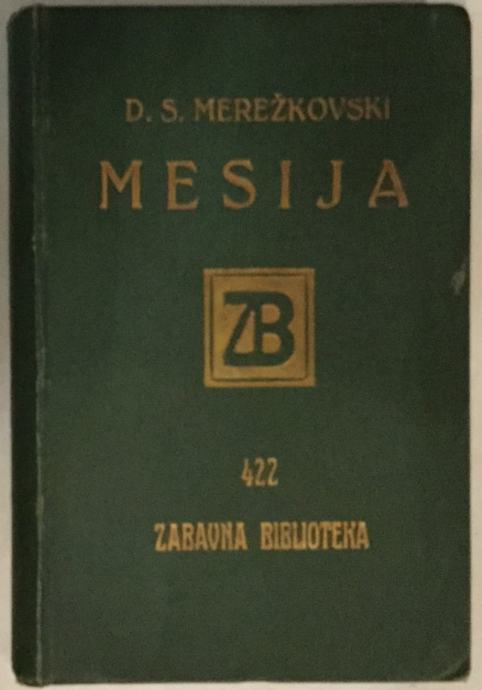 D. S. MEREŽKOVSKI
MESIJA
ZB
422
ZABAVNA BIBLIOTEKA